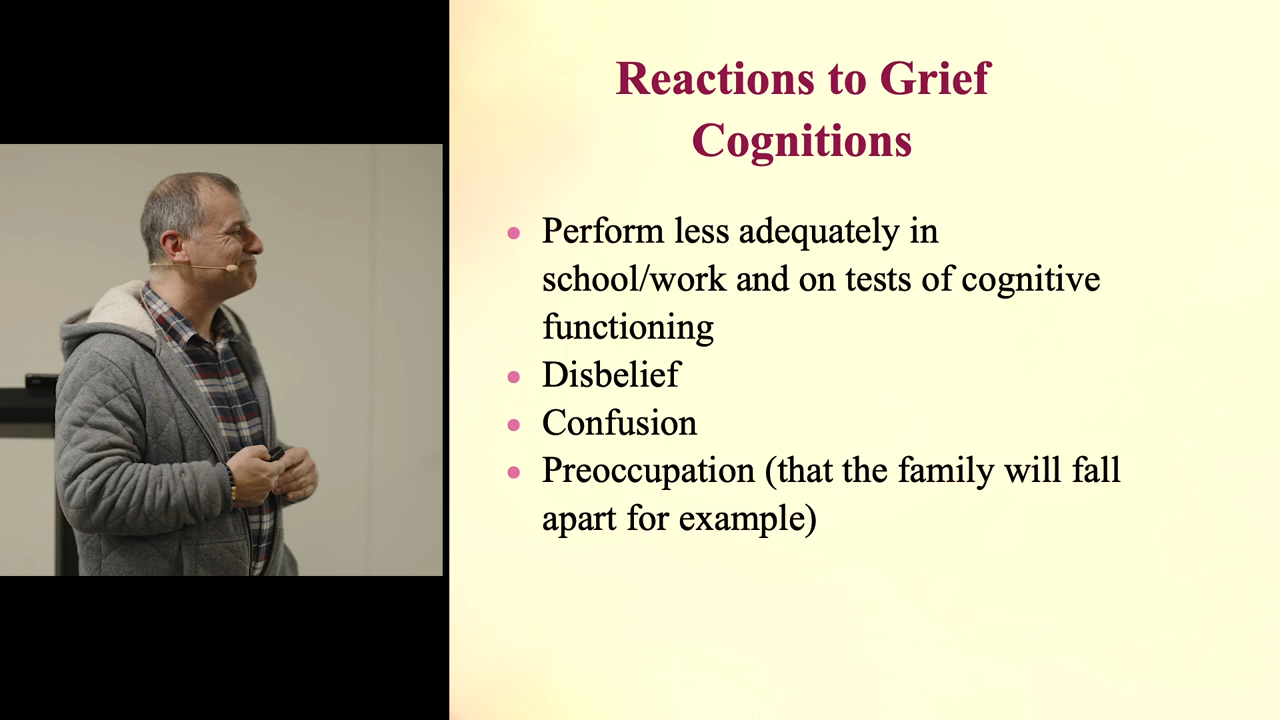 Reactions to Grief
Cognitions
• Perform less adequately in
school/work and on tests of cognitive
functioning
• Disbelief
• Confusion
• Preoccupation (that the family will fall
apart for example)